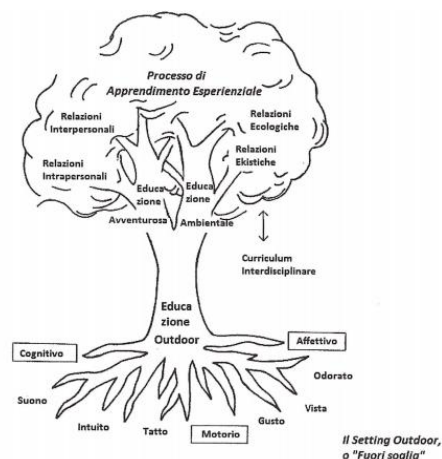 Processo di
Apprendimento Esperienziale
Relazioni
Interpersonali
Relazioni
Ecologiche
Relazioni
Intrapersonali
Relazioni
Ekistiche
Educa
zione
Avventurosa
Educa
zione
Ambientale
Curriculum
Interdisciplinare
Educa
zione
Outdoor
Cognitivo
Affettivo
Suono
Intuito
Tatto
Motorio
Gusto
Vista
Odorato
Il Setting Outdoor,
o "Fuori soglia"